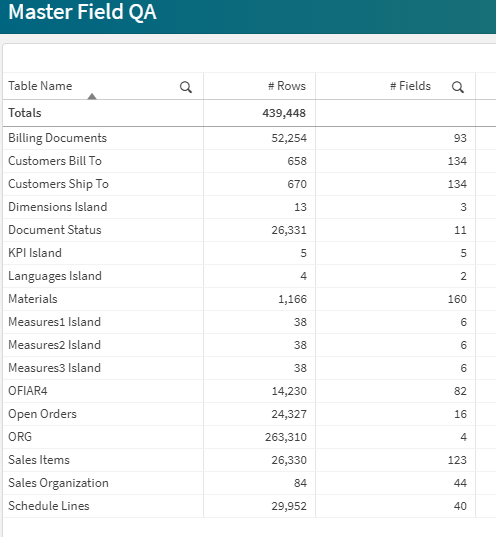 Master Field QA
Table Name # Rows # Fields
Totals 439,448
Billing Documents 52,254 93
Customers Bill To 658 134
Customers Ship To 670 134
Dimensions Island 13 3
Document Status 26,331 11
KPI Island 5 5
Languages Island 4 2
Materials 1,166 160
Measures1 Island 38 6
Measures2 Island 38 6
Measures3 Island 38 6
OFIAR4 14,230 82
Open Orders 24,327 16
ORG 263,310 4
Sales Items 26,330 123
Sales Organization 84 44
Schedule Lines 29,952 40